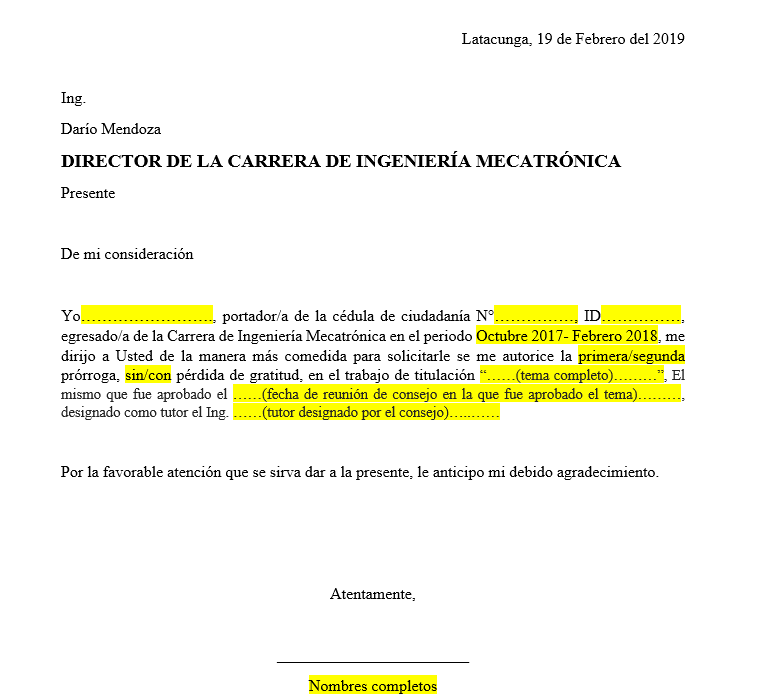 Latacunga, 19 de Febrero del 2019
Ing.
Darío Mendoza
DIRECTOR DE LA CARRERA DE INGENIERÍA MECATRÓNICA
Presente
De mi consideración
Yo……………………., portador/a de la cédula de ciudadanía N°……………, ID……………,
egresado/a de la Carrera de Ingeniería Mecatrónica en el periodo Octubre 2017- Febrero 2018, me
dirijo a Usted de la manera más comedida para solicitarle se me autorice la primera/segunda
prórroga, sin/con pérdida de gratitud, en el trabajo de titulación “……(tema completo)………”, El
mismo que fue aprobado el ……(fecha de reunión de consejo en la que fue aprobado el tema)………,
designado como tutor el Ing. ……(tutor designado por el consejo)…..……
Por la favorable atención que se sirva dar a la presente, le anticipo mi debido agradecimiento.
Atentamente,
Nombres completos